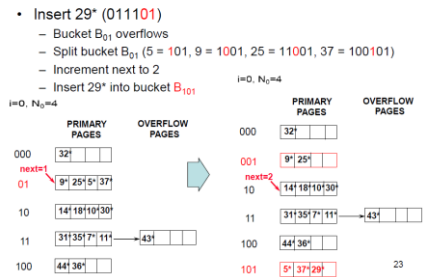 • Insert 29* (011101)
– Bucket B01 overflows
– Split bucket B01 (5 = 101, 9 = 1001, 25 = 11001, 37 = 100101)
– Increment next to 2
– Insert 29* into bucket B101
i=0, N0=4
PRIMARY PAGES
OVERFLOW PAGES
000 32*
next=1
01 9* 25* 5* 37*
10 14* 18* 10* 30*
11 31* 35* 7* 11* 43*
100 44* 36*
i=0, N0=4
PRIMARY PAGES
OVERFLOW PAGES
000 32*
001 9* 25*
next=2
10 14* 18* 10* 30*
11 31* 35* 7* 11* 43*
100 44* 36*
101 5* 37* 29*
23